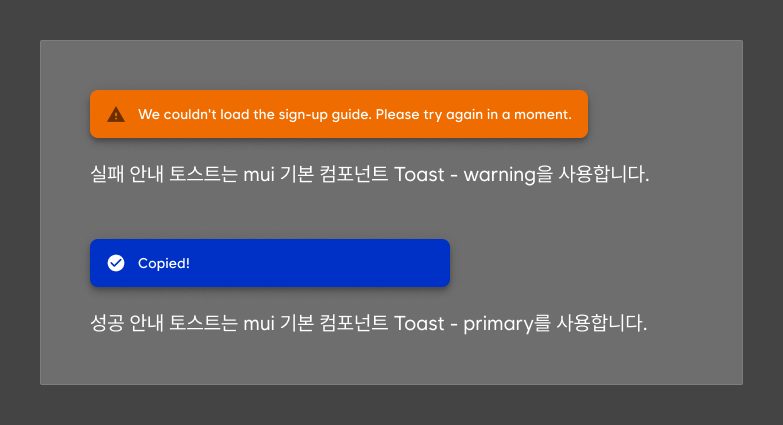 We couldn't load the sign-up guide. Please try again in a moment.
실패 안내 토스트는 mui 기본 컴포넌트 Toast - warning을 사용합니다.
Copied!
성공 안내 토스트는 mui 기본 컴포넌트 Toast - primary를 사용합니다.